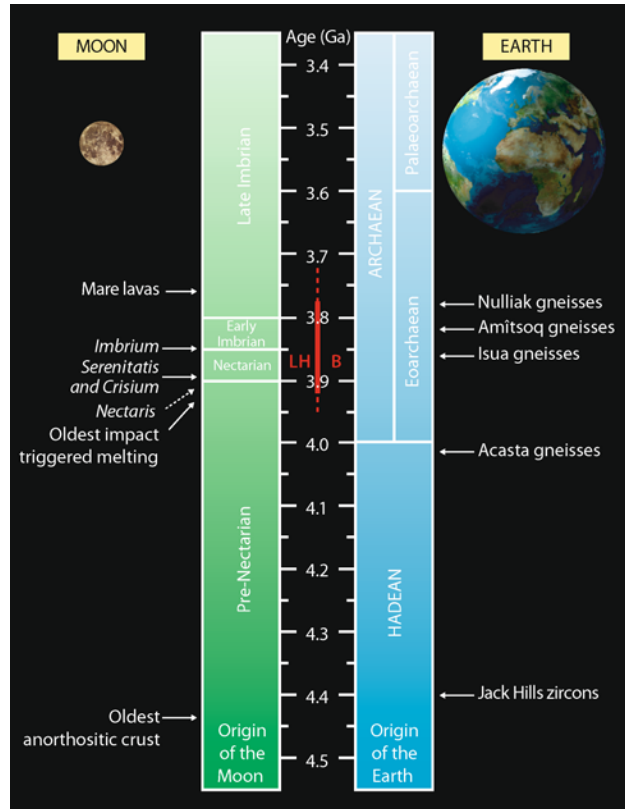 MOON
Age (Ga)
EARTH
3.4
3.5
3.6
3.7
3.8
3.9
4.0
4.1
4.2
4.3
4.4
4.5
Late Imbrian
Early
Imbrian
Nectarian
Pre-Nectarian
Origin
of the
Moon
LH
B
ARCHAEAN
Palaeoarchaean
Eoarchaean
HADEAN
Origin
of the
Earth
Mare lavas
Imbrium
Serenitatis
and Crisium
Nectaris
Oldest impact
triggered melting
Oldest
anorthositic crust
Nulliak gneisses
Amîtsoq gneisses
Isua gneisses
Acasta gneisses
Jack Hills zircons